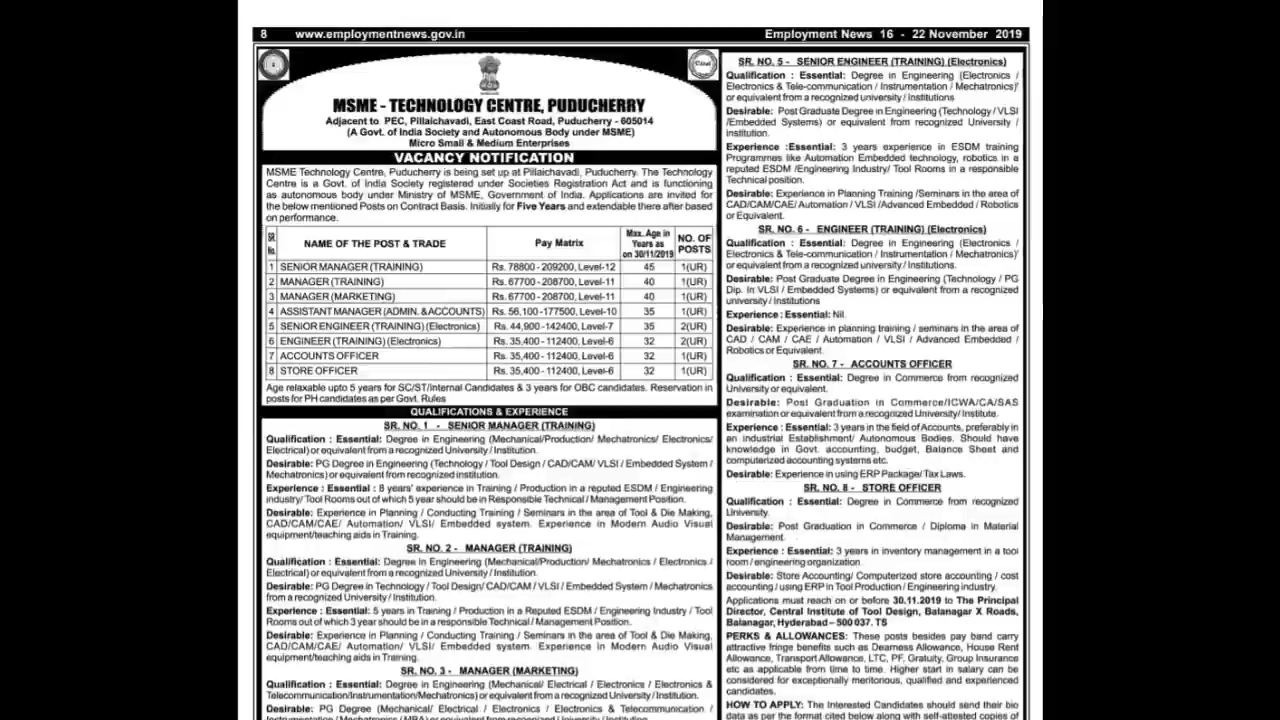 8 www.employmentnews.gov.in Employment News 16 - 22 November 2019
MSME - TECHNOLOGY CENTRE, PUDUCHERRY
Adjacent to PEC, Pillaichavadi, East Coast Road, Puducherry - 605014
(A Govt. of India Society and Autonomous Body under MSME)
Micro Small & Medium Enterprises
VACANCY NOTIFICATION
MSME Technology Centre, Puducherry is being set up at Pillaichavadi, Puducherry. The Technology
Centre is a Govt. of India Society registered under Societies Registration Act and is functioning
as autonomous body under Ministry of MSME, Government of India. Applications are invited for
the below mentioned Posts on Contract Basis. Initially for Five Years and extendable there after based
on performance.
Sr. No. NAME OF THE POST & TRADE Pay Matrix Max. Age in Years as on 30/11/2019 NO. OF POSTS
1 SENIOR MANAGER (TRAINING) Rs. 78800 - 209200, Level-12 45 1(UR)
2 MANAGER (TRAINING) Rs. 67700 - 208700, Level-11 40 1(UR)
3 MANAGER (MARKETING) Rs. 67700 - 208700, Level-11 40 1(UR)
4 ASSISTANT MANAGER (ADMIN. & ACCOUNTS) Rs. 56,100 -177500, Level-10 35 1(UR)
5 SENIOR ENGINEER (TRAINING) (Electronics) Rs. 44,900 -142400, Level-7 35 2(UR)
6 ENGINEER (TRAINING) (Electronics) Rs. 35,400 -112400, Level-6 32 2(UR)
7 ACCOUNTS OFFICER Rs. 35,400 -112400, Level-6 32 1(UR)
8 STORE OFFICER Rs. 35,400 -112400, Level-6 32 1(UR)
Age relaxable upto 5 years for SC/ST/Internal Candidates & 3 years for OBC candidates. Reservation in
posts for PH candidates as per Govt. Rules
QUALIFICATIONS & EXPERIENCE
SR. NO. 1 - SENIOR MANAGER (TRAINING)
Qualification : Essential: Degree in Engineering (Mechanical/Production/ Mechatronics/ Electronics/
Electrical) or equivalent from a recognized University / Institution.
Desirable: PG Degree in Engineering (Technology / Tool Design / CAD/CAM/ VLSI / Embedded System /
Mechatronics) or equivalent from recognized institution.
Experience : Essential : 8 years' experience in Training / Production in a reputed ESDM / Engineering
industry/ Tool Rooms out of which 5 year should be in Responsible Technical / Management Position.
Desirable: Experience in Planning / Conducting Training / Seminars in the area of Tool & Die Making,
CAD/CAM/CAE/ Automation/ VLSI/ Embedded system. Experience in Modern Audio Visual
equipment/teaching aids in Training.
SR. NO. 2 - MANAGER (TRAINING)
Qualification : Essential: Degree in Engineering (Mechanical/Production/ Mechatronics / Electronics /
Electrical) or equivalent from a recognized University / Institution.
Desirable: PG Degree in Technology / Tool Design/ CAD/CAM / VLSI / Embedded System / Mechatronics
from a recognized University / Institution.
Experience : Essential: 5 years in Training / Production in a Reputed ESDM / Engineering Industry / Tool
Rooms out of which 3 year should be in a responsible Technical / Management Position.
Desirable: Experience in Planning / Conducting Training / Seminars in the area of Tool & Die Making,
CAD/CAM/CAE/ Automation/ VLSI/ Embedded system. Experience in Modern Audio Visual
equipment/teaching aids in Training.
SR. NO. 3 - MANAGER (MARKETING)
Qualification : Essential: Degree in Engineering (Mechanical/ Electrical / Electronics / Electronics &
Telecommunication/Instrumentation/Mechatronics) or equivalent from a recognized University / Institution.
Desirable: PG Degree (Mechanical/ Electrical / Electronics / Electronics & Telecommunication /
Instrumentation / Mechatronics (MBA) or equivalent from recognized University / Institution
SR. NO. 5 - SENIOR ENGINEER (TRAINING) (Electronics)
Qualification : Essential: Degree in Engineering (Electronics /
Electronics & Tele-communication / Instrumentation / Mechatronics)'
or equivalent from a recognized university / Institutions
Desirable: Post Graduate Degree in Engineering (Technology / VLSI
/Embedded Systems) or equivalent from recognized University /
Institution.
Experience :Essential: 3 years experience in ESDM training
Programmes like Automation Embedded technology, robotics in a
reputed ESDM /Engineering Industry/ Tool Rooms in a responsible
Technical position.
Desirable: Experience in Planning Training /Seminars in the area of
CAD/CAM/CAE/ Automation / VLSI /Advanced Embedded / Robotics
or Equivalent.
SR. NO. 6 - ENGINEER (TRAINING) (Electronics)
Qualification : Essential: Degree in Engineering (Electronics /
Electronics & Tele-communication / Instrumentation / Mechatronics)'
or equivalent from a recognized university / Institutions.
Desirable: Post Graduate Degree in Engineering (Technology / PG
Dip. In VLSI / Embedded Systems) or equivalent from a recognized
university / Institutions
Experience : Essential: Nil.
Desirable: Experience in planning training / seminars in the area of
CAD / CAM / CAE / Automation / VLSI / Advanced Embedded /
Robotics or Equivalent.
SR. NO. 7 - ACCOUNTS OFFICER
Qualification : Essential: Degree in Commerce from recognized
University or equivalent.
Desirable: Post Graduation in Commerce/ICWA/CA/SAS
examination or equivalent from a recognized University/ Institute.
Experience : Essential: 3 years in the field of Accounts, preferably in
an industrial Establishment/ Autonomous Bodies. Should have
knowledge in Govt. accounting, budget, Balance Sheet and
computerized accounting systems etc.
Desirable: Experience in using ERP Package/ Tax Laws.
SR. NO. 8 - STORE OFFICER
Qualification : Essential: Degree in Commerce from recognized
University.
Desirable: Post Graduation in Commerce / Diploma in Material
Management.
Experience : Essential: 3 years in inventory management in a tool
room / engineering organization.
Desirable: Store Accounting/ Computerized store accounting / cost
accounting / using ERP in Tool Production / Engineering industry.
Applications must reach on or before 30.11.2019 to The Principal
Director, Central Institute of Tool Design, Balanagar X Roads,
Balanagar, Hyderabad – 500 037. TS
PERKS & ALLOWANCES: These posts besides pay band carry
attractive fringe benefits such as Dearness Allowance, House Rent
Allowance, Transport Allowance, LTC, PF, Gratuity, Group Insurance
etc as applicable from time to time. Higher start in salary can be
considered for exceptionally meritorious, qualified and experienced
candidates.
HOW TO APPLY: The Interested Candidates should send their bio
data as per the format cited below along with self-attested copies of